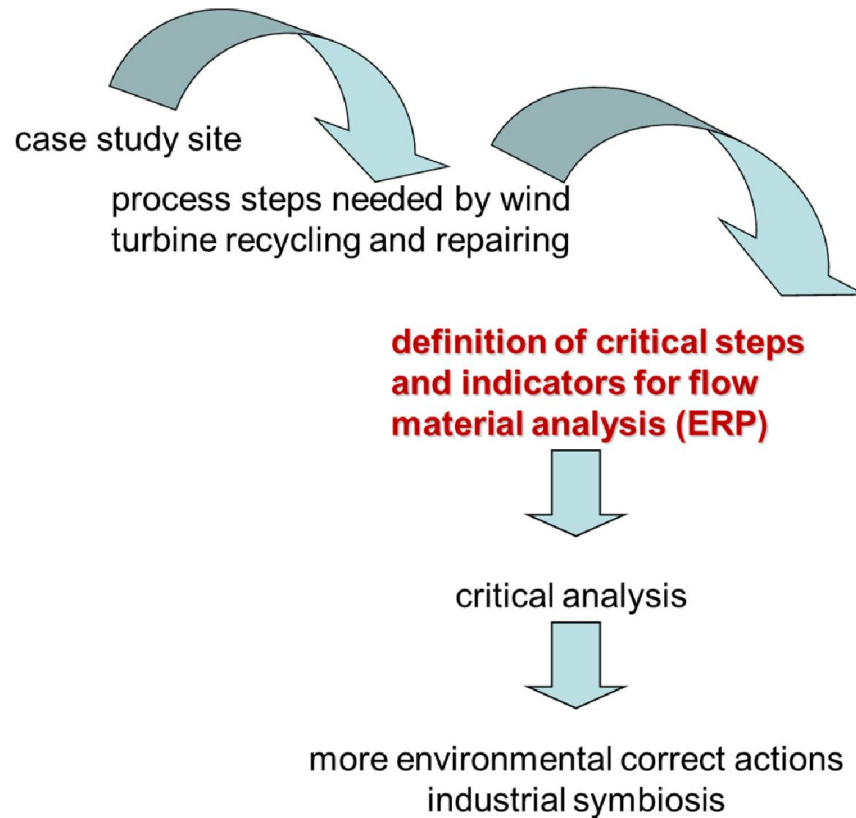 case study site
process steps needed by wind
turbine recycling and repairing
definition of critical steps
and indicators for flow
material analysis (ERP)
critical analysis
more environmental correct actions
industrial symbiosis